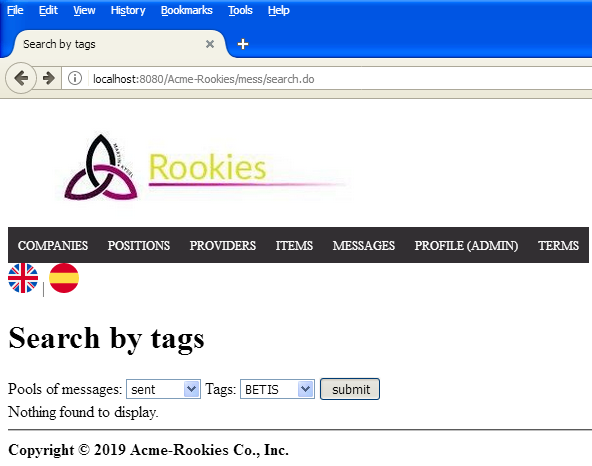 File Edit View History Bookmarks Tools Help
Search by tags
localhost:8080/Acme-Rookies/mess/search.do
Rookies
COMPANIES POSITIONS PROVIDERS ITEMS MESSAGES PROFILE (ADMIN) TERMS
|
Search by tags
Pools of messages: sent Tags: BETIS submit
Nothing found to display.
Copyright © 2019 Acme-Rookies Co., Inc.